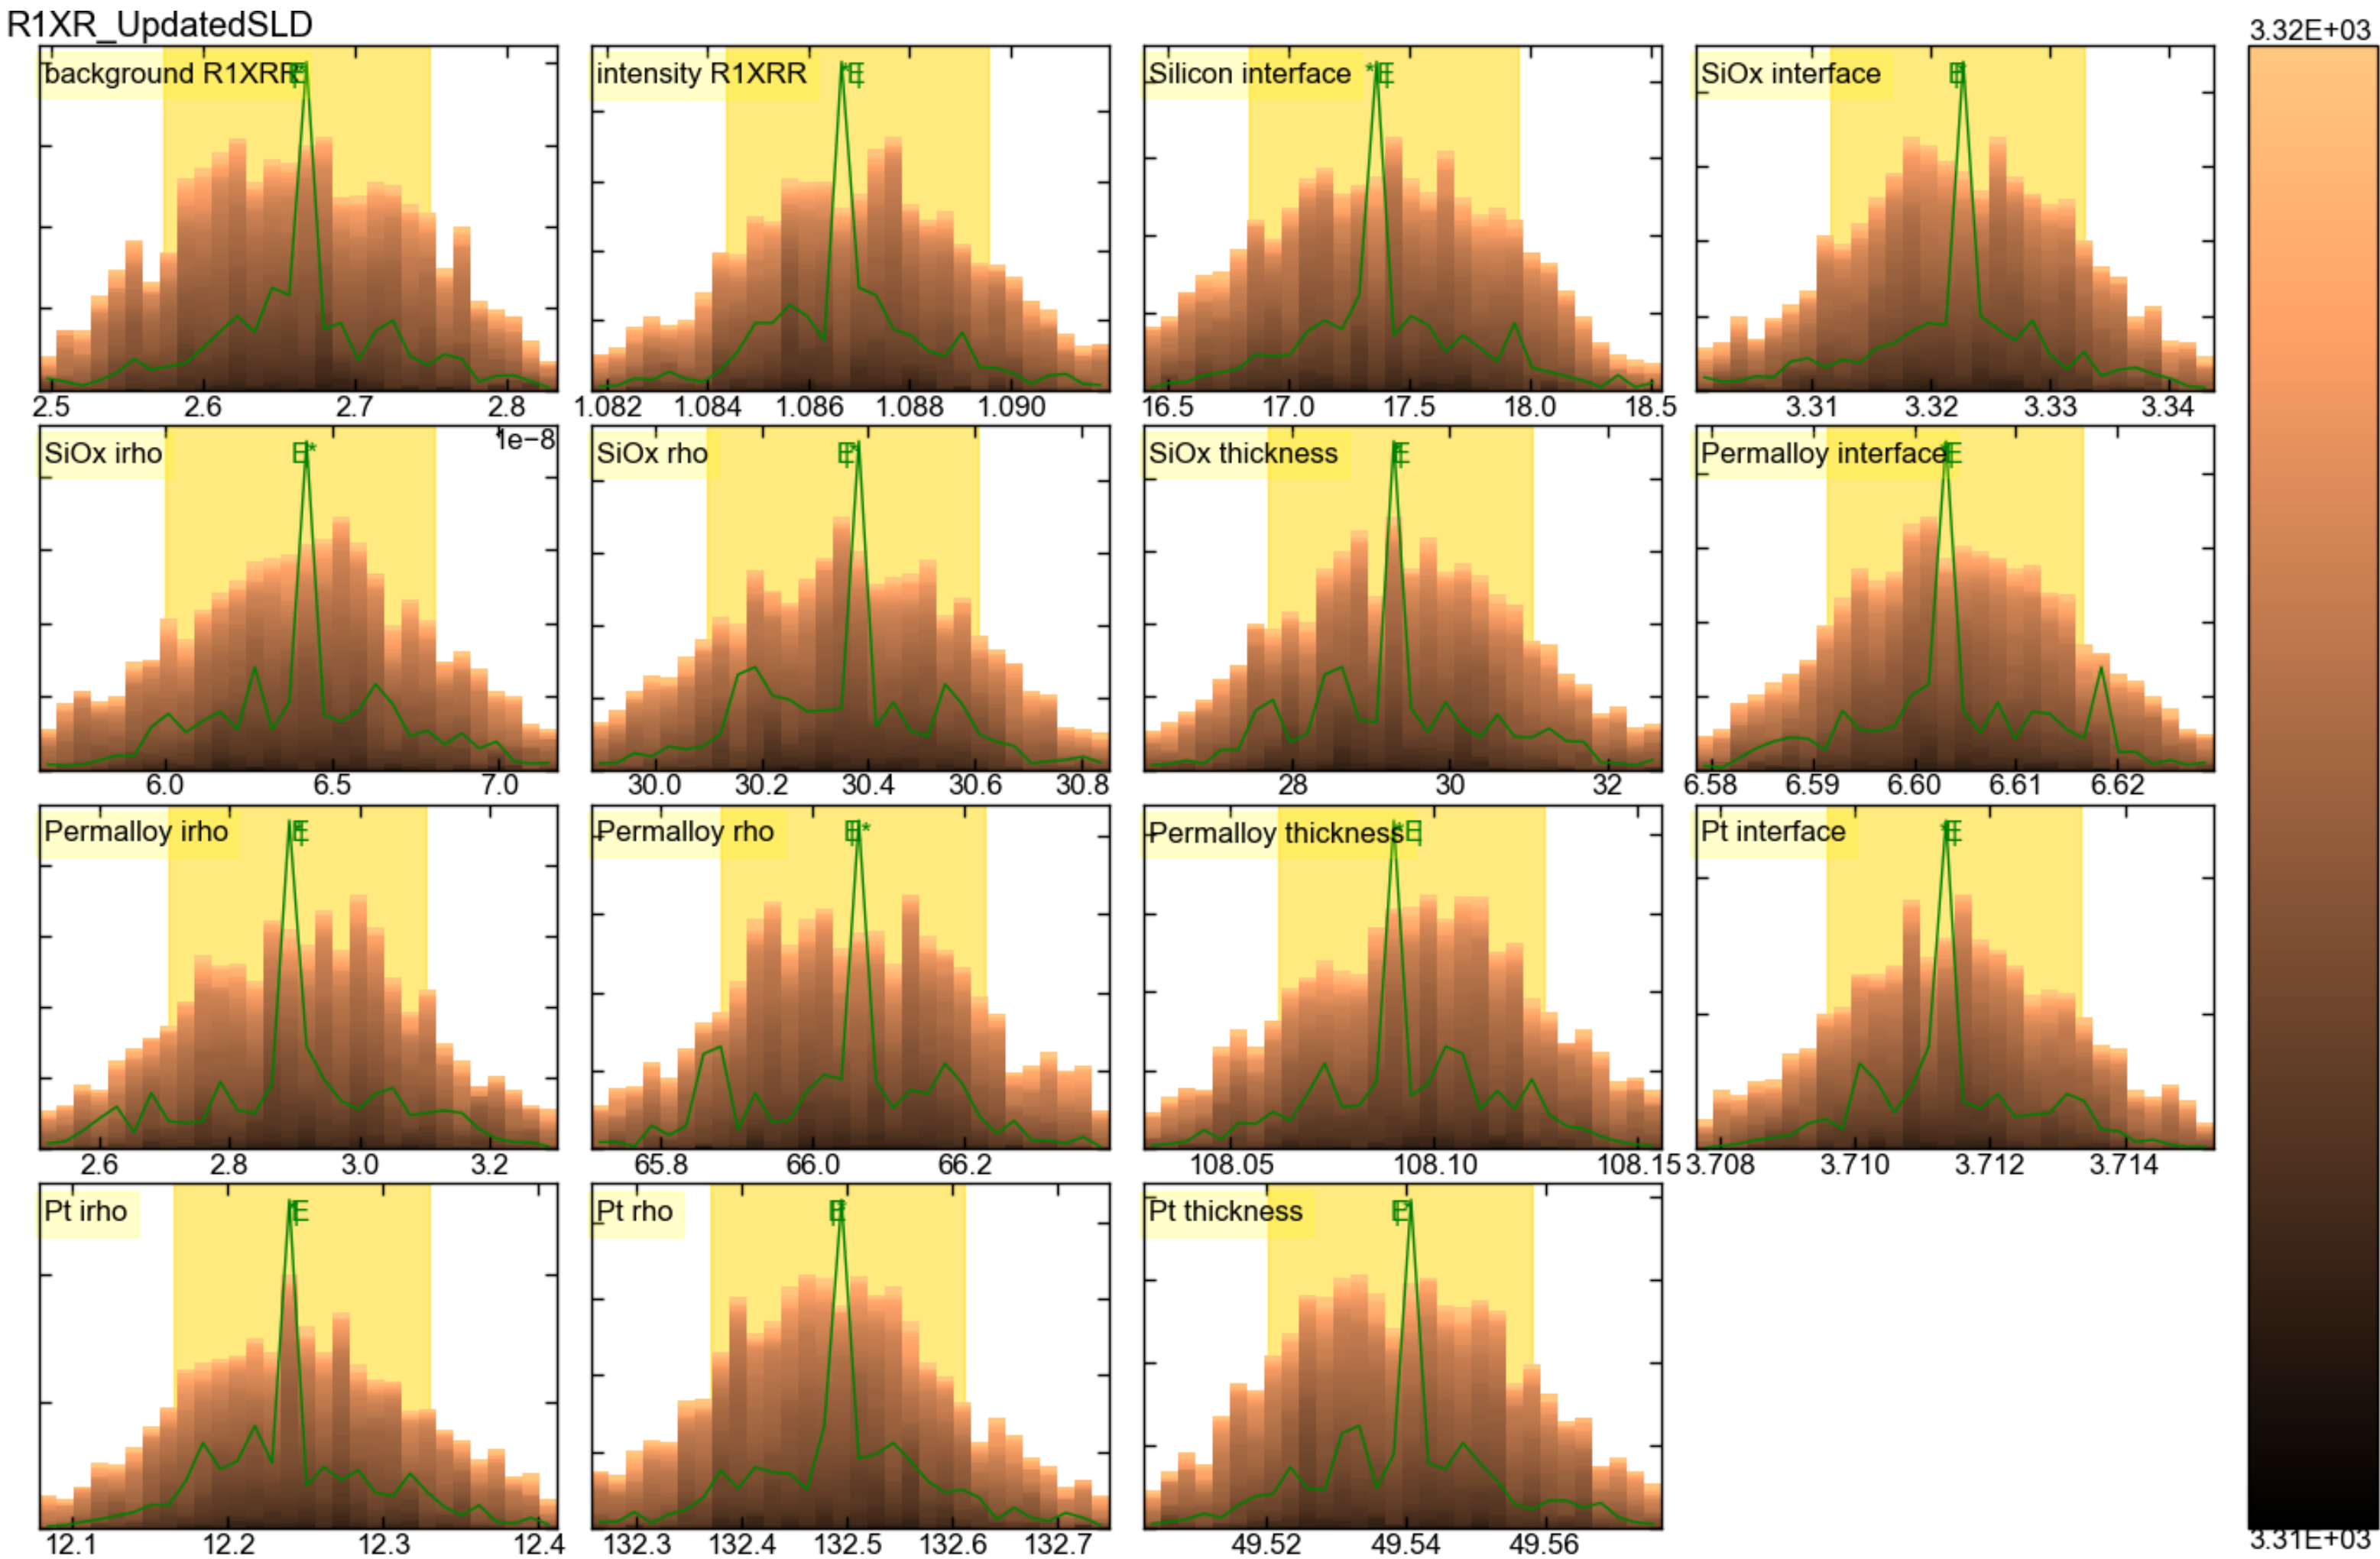 R1XR_UpdatedSLD
3.32E+03
background R1XRR
E
*
intensity R1XRR
*E
Silicon interface
*E
SiOx interface
E
*
2.5 2.6 2.7 2.8
1.082 1.084 1.086 1.088 1.090
16.5 17.0 17.5 18.0 18.5
3.31 3.32 3.33 3.34
SiOx irho
E*
1e−8
SiOx rho
E*
SiOx thickness
*E
Permalloy interface
*E
6.0 6.5 7.0
30.0 30.2 30.4 30.6 30.8
28 30 32
6.58 6.59 6.60 6.61 6.62
Permalloy irho
*E
Permalloy rho
E*
Permalloy thickness
*E
Pt interface
*E
2.6 2.8 3.0 3.2
65.8 66.0 66.2
108.05 108.10 108.15
3.708 3.710 3.712 3.714
Pt irho
*E
Pt rho
E
*
Pt thickness
E*
12.1 12.2 12.3 12.4
132.3 132.4 132.5 132.6 132.7
49.52 49.54 49.56
3.31E+03